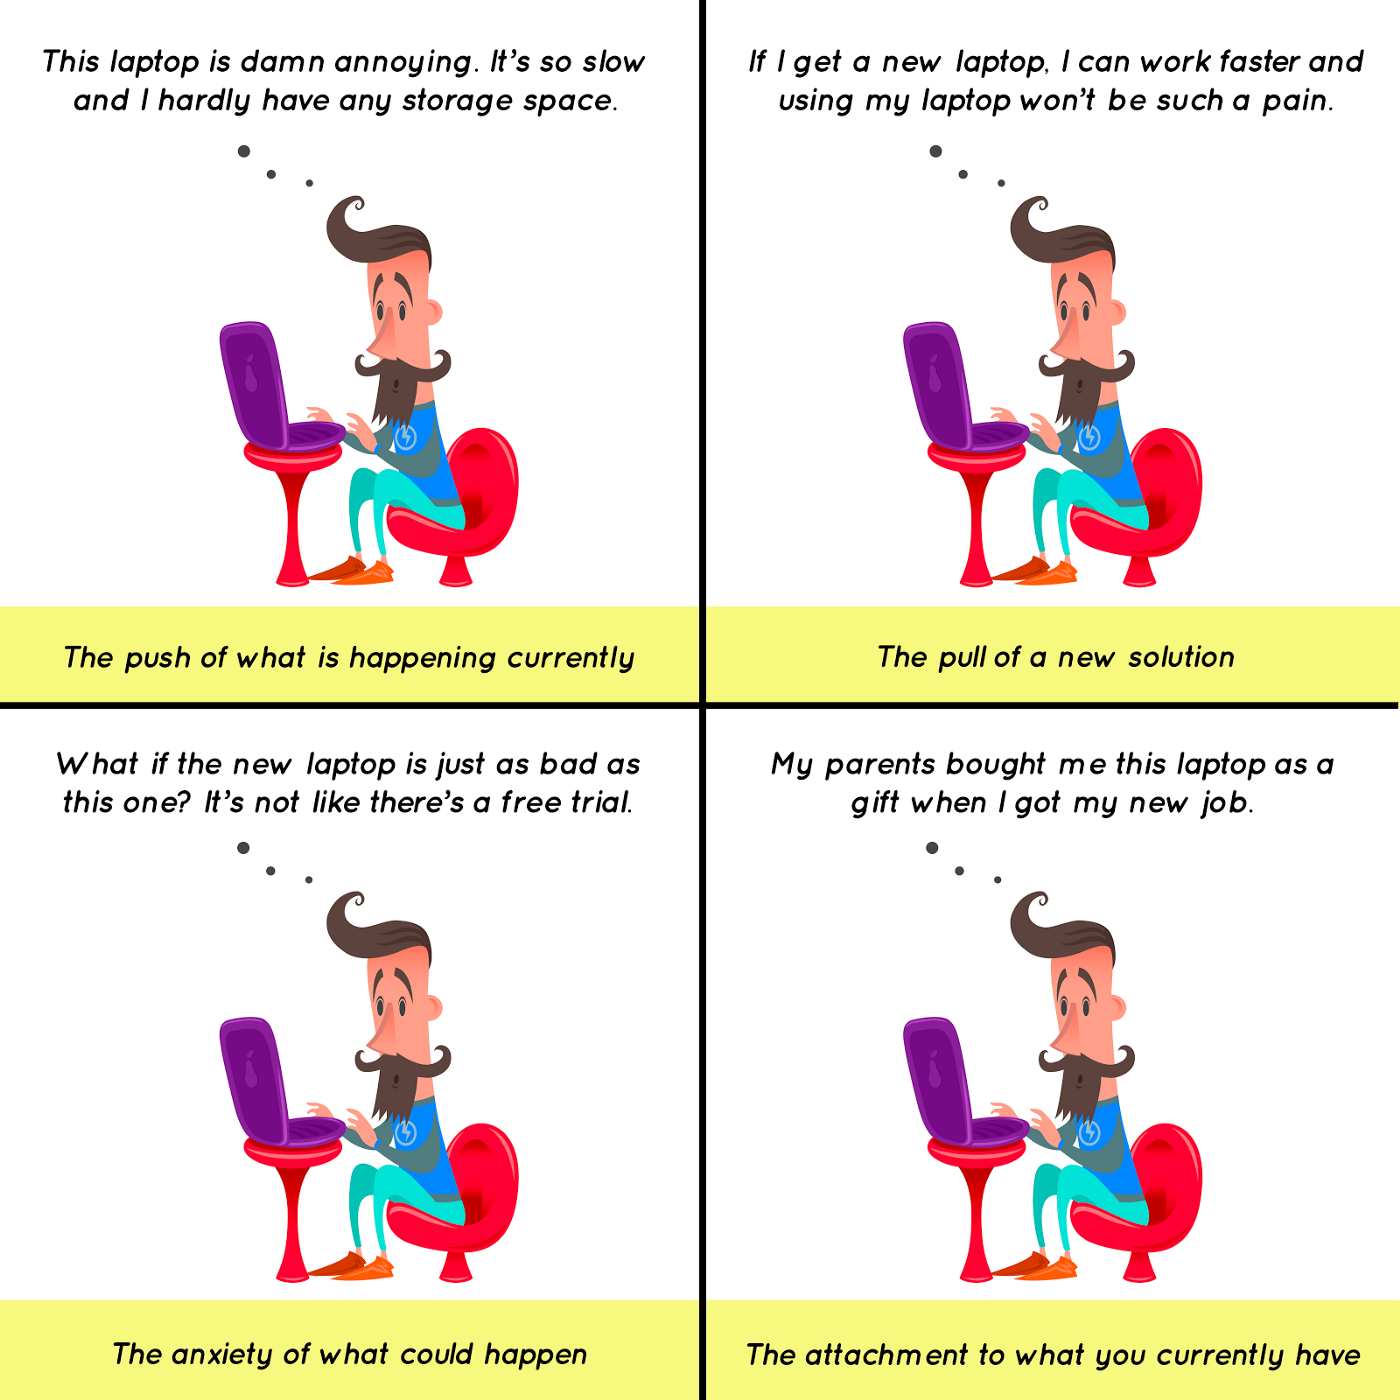 This laptop is damn annoying. It's so slow
and I hardly have any storage space.
The push of what is happening currently
If I get a new laptop, I can work faster and
using my laptop won't be such a pain.
The pull of a new solution
What if the new laptop is just as bad as
this one? It's not like there's a free trial.
The anxiety of what could happen
My parents bought me this laptop as a
gift when I got my new job.
The attachment to what you currently have